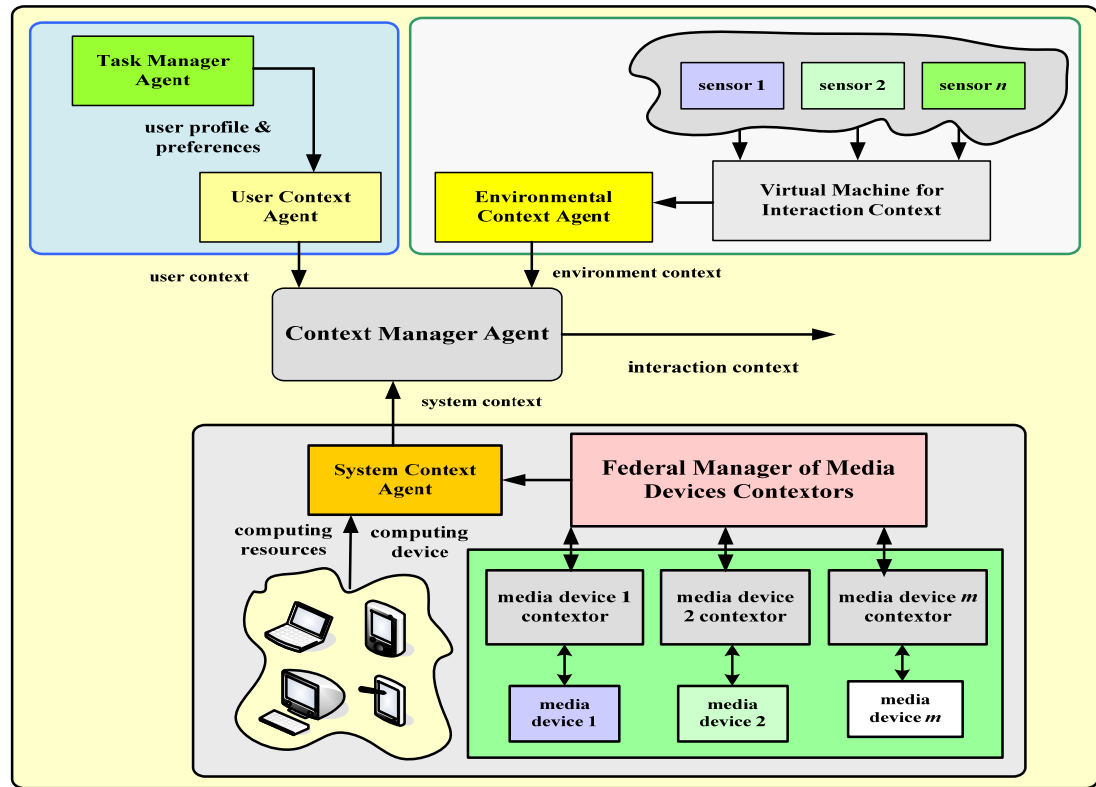 Task Manager
Agent
user profile &
preferences
User Context
Agent
user context
sensor 1
sensor 2
sensor n
Virtual Machine for
Interaction Context
Environmental
Context Agent
environment context
Context Manager Agent
interaction context
system context
System Context
Agent
Federal Manager of Media
Devices Contextors
computing
resources
computing
device
media device 1
contextor
media device
2 contextor
media device m
contextor
media
device 1
media
device 2
media
device m